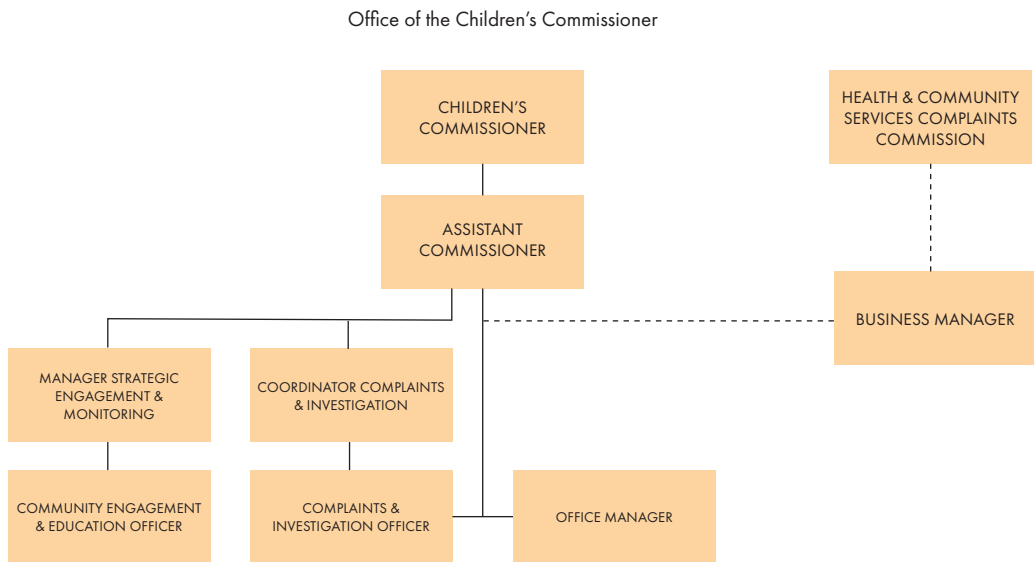 Office of the Children’s Commissioner
CHILDREN’S
COMMISSIONER
HEALTH & COMMUNITY
SERVICES COMPLAINTS
COMMISSION
ASSISTANT
COMMISSIONER
BUSINESS MANAGER
MANAGER STRATEGIC
ENGAGEMENT &
MONITORING
COORDINATOR COMPLAINTS
& INVESTIGATION
COMMUNITY ENGAGEMENT
& EDUCATION OFFICER
COMPLAINTS &
INVESTIGATION OFFICER
OFFICE MANAGER